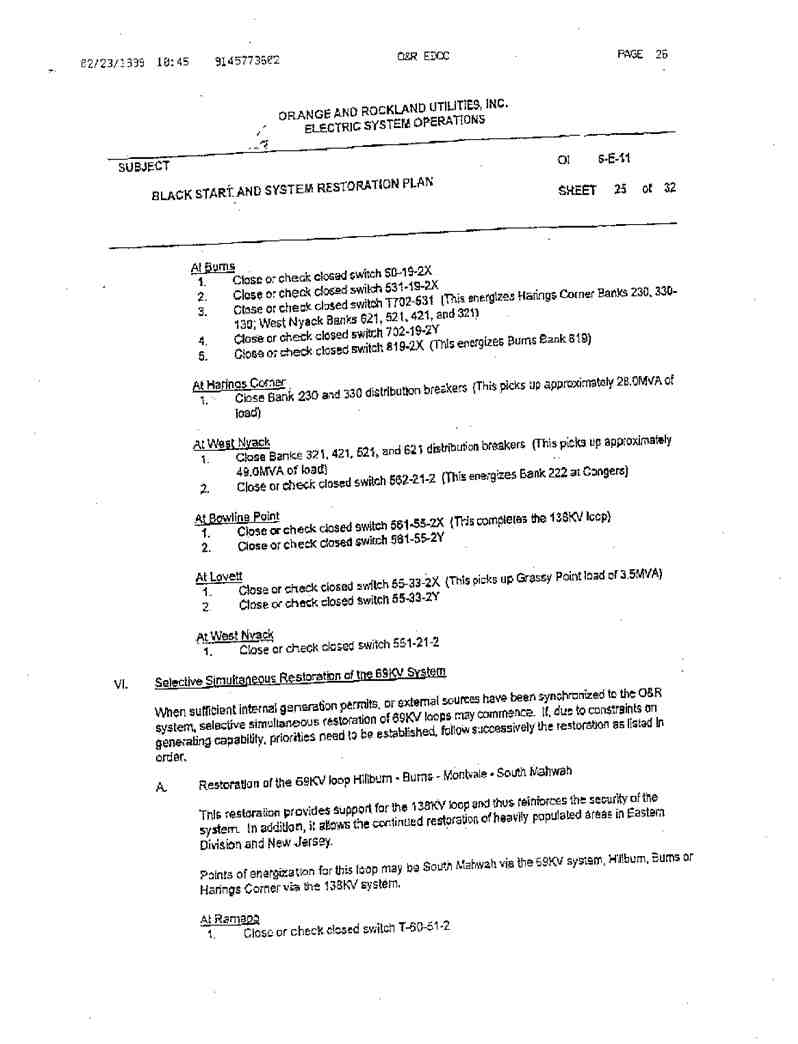 02/23/1999 10:45 9145773602 O&R EDCC PAGE 26
ORANGE AND ROCKLAND UTILITIES, INC.
ELECTRIC SYSTEM OPERATIONS
SUBJECT OI 6-E-11
BLACK START AND SYSTEM RESTORATION PLAN SHEET 25 of 32
At Burns
1. Close or check closed switch 50-19-2X
2. Close or check closed switch 531-19-2X
3. Close or check closed switch T702-531 (This energizes Harings Corner Banks 230, 330-
130; West Nyack Banks 621, 521, 421, and 321)
4. Close or check closed switch 702-19-2Y
5. Close or check closed switch 819-2X (This energizes Burns Bank 819)
At Harings Corner
1. Close Bank 230 and 330 distribution breakers (This picks up approximately 28.0MVA of
load)
At West Nyack
1. Close Banks 321, 421, 521, and 621 distribution breakers (This picks up approximately
49.0MVA of load)
2. Close or check closed switch 562-21-2 (This energizes Bank 222 at Congers)
At Bowline Point
1. Close or check closed switch 561-55-2X (This completes the 138KV loop)
2. Close or check closed switch 561-55-2Y
At Lovett
1. Close or check closed switch 55-33-2X (This picks up Grassy Point load of 3.5MVA)
2. Close or check closed switch 55-33-2Y
At West Nyack
1. Close or check closed switch 551-21-2
VI. Selective Simultaneous Restoration of the 69KV System
When sufficient internal generation permits, or external sources have been synchronized to the O&R
system, selective simultaneous restoration of 69KV loops may commence. If, due to constraints on
generating capability, priorities need to be established, follow successively the restoration as listed in
order.
A. Restoration of the 69KV loop Hillburn - Burns - Montvale - South Mahwah
This restoration provides support for the 138KV loop and thus reinforces the security of the
system. In addition, it allows the continued restoration of heavily populated areas in Eastern
Division and New Jersey.
Points of energization for this loop may be South Mahwah via the 69KV system, Hillburn, Burns or
Harings Corner via the 138KV system.
At Ramapo
1. Close or check closed switch T-60-51-2